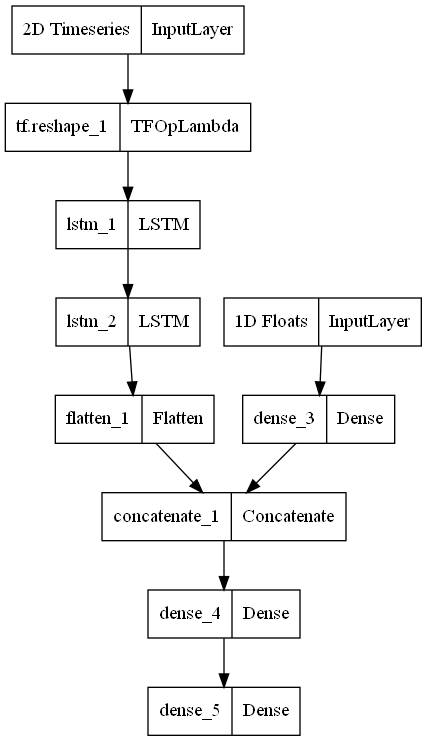 2D Timeseries InputLayer
tf.reshape_1 TFOpLambda
lstm_1 LSTM
lstm_2 LSTM
1D Floats InputLayer
flatten_1 Flatten
dense_3 Dense
concatenate_1 Concatenate
dense_4 Dense
dense_5 Dense